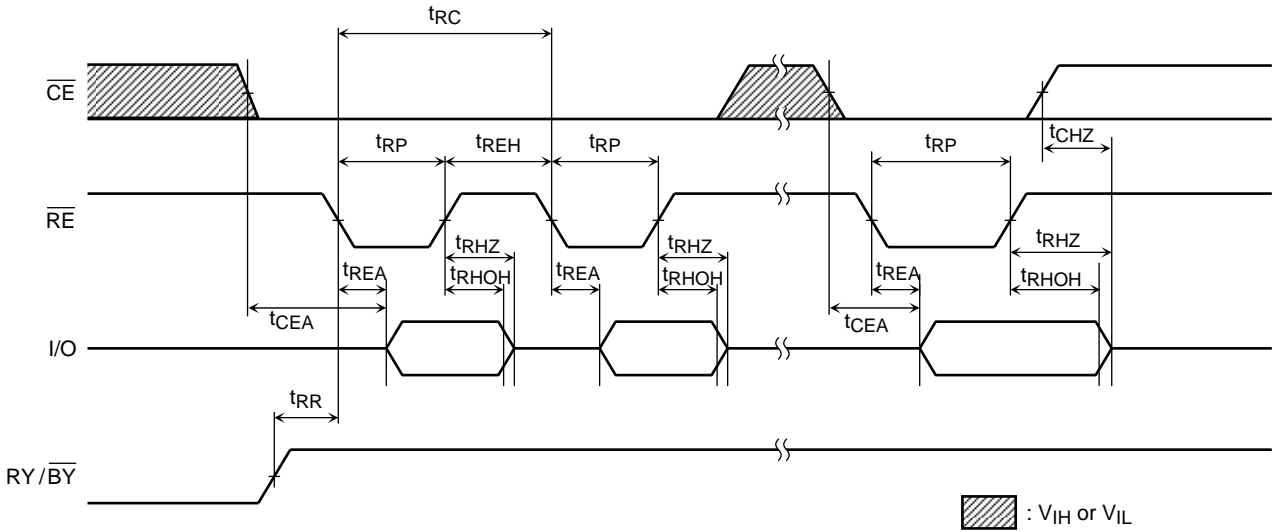 tRC
CE
tCHZ
tRP
tREH
tRP
tRP
RE
tRHZ
tRHZ
tRHZ
tREA
tRHOH
tREA
tRHOH
tREA
tRHOH
tCEA
tCEA
I/O
tRR
RY/BY
: VIH or VIL